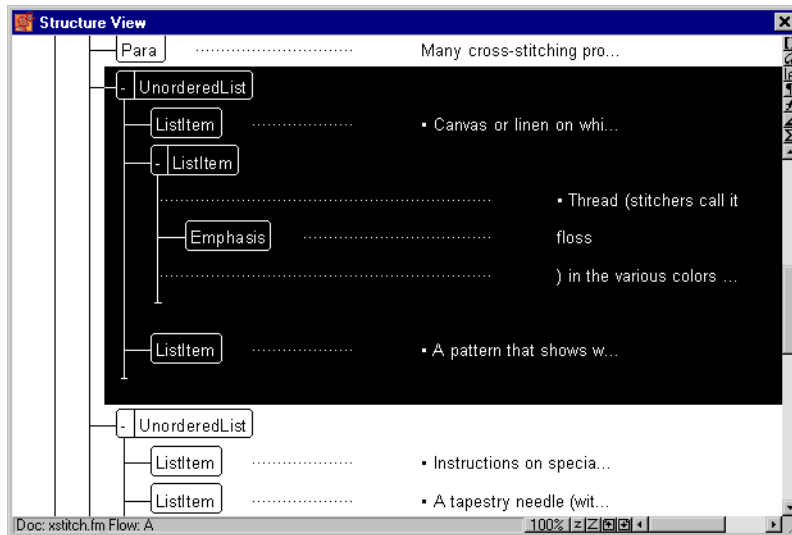 Structure View
Para Many cross-stitching pro...
- UnorderedList
ListItem ▪ Canvas or linen on whi...
- ListItem
▪ Thread (stitchers call it
Emphasis floss
) in the various colors ...
ListItem ▪ A pattern that shows w...
- UnorderedList
ListItem ▪ Instructions on specia...
ListItem ▪ A tapestry needle (wit...
Doc: xstitch.fm Flow: A 100% z Z